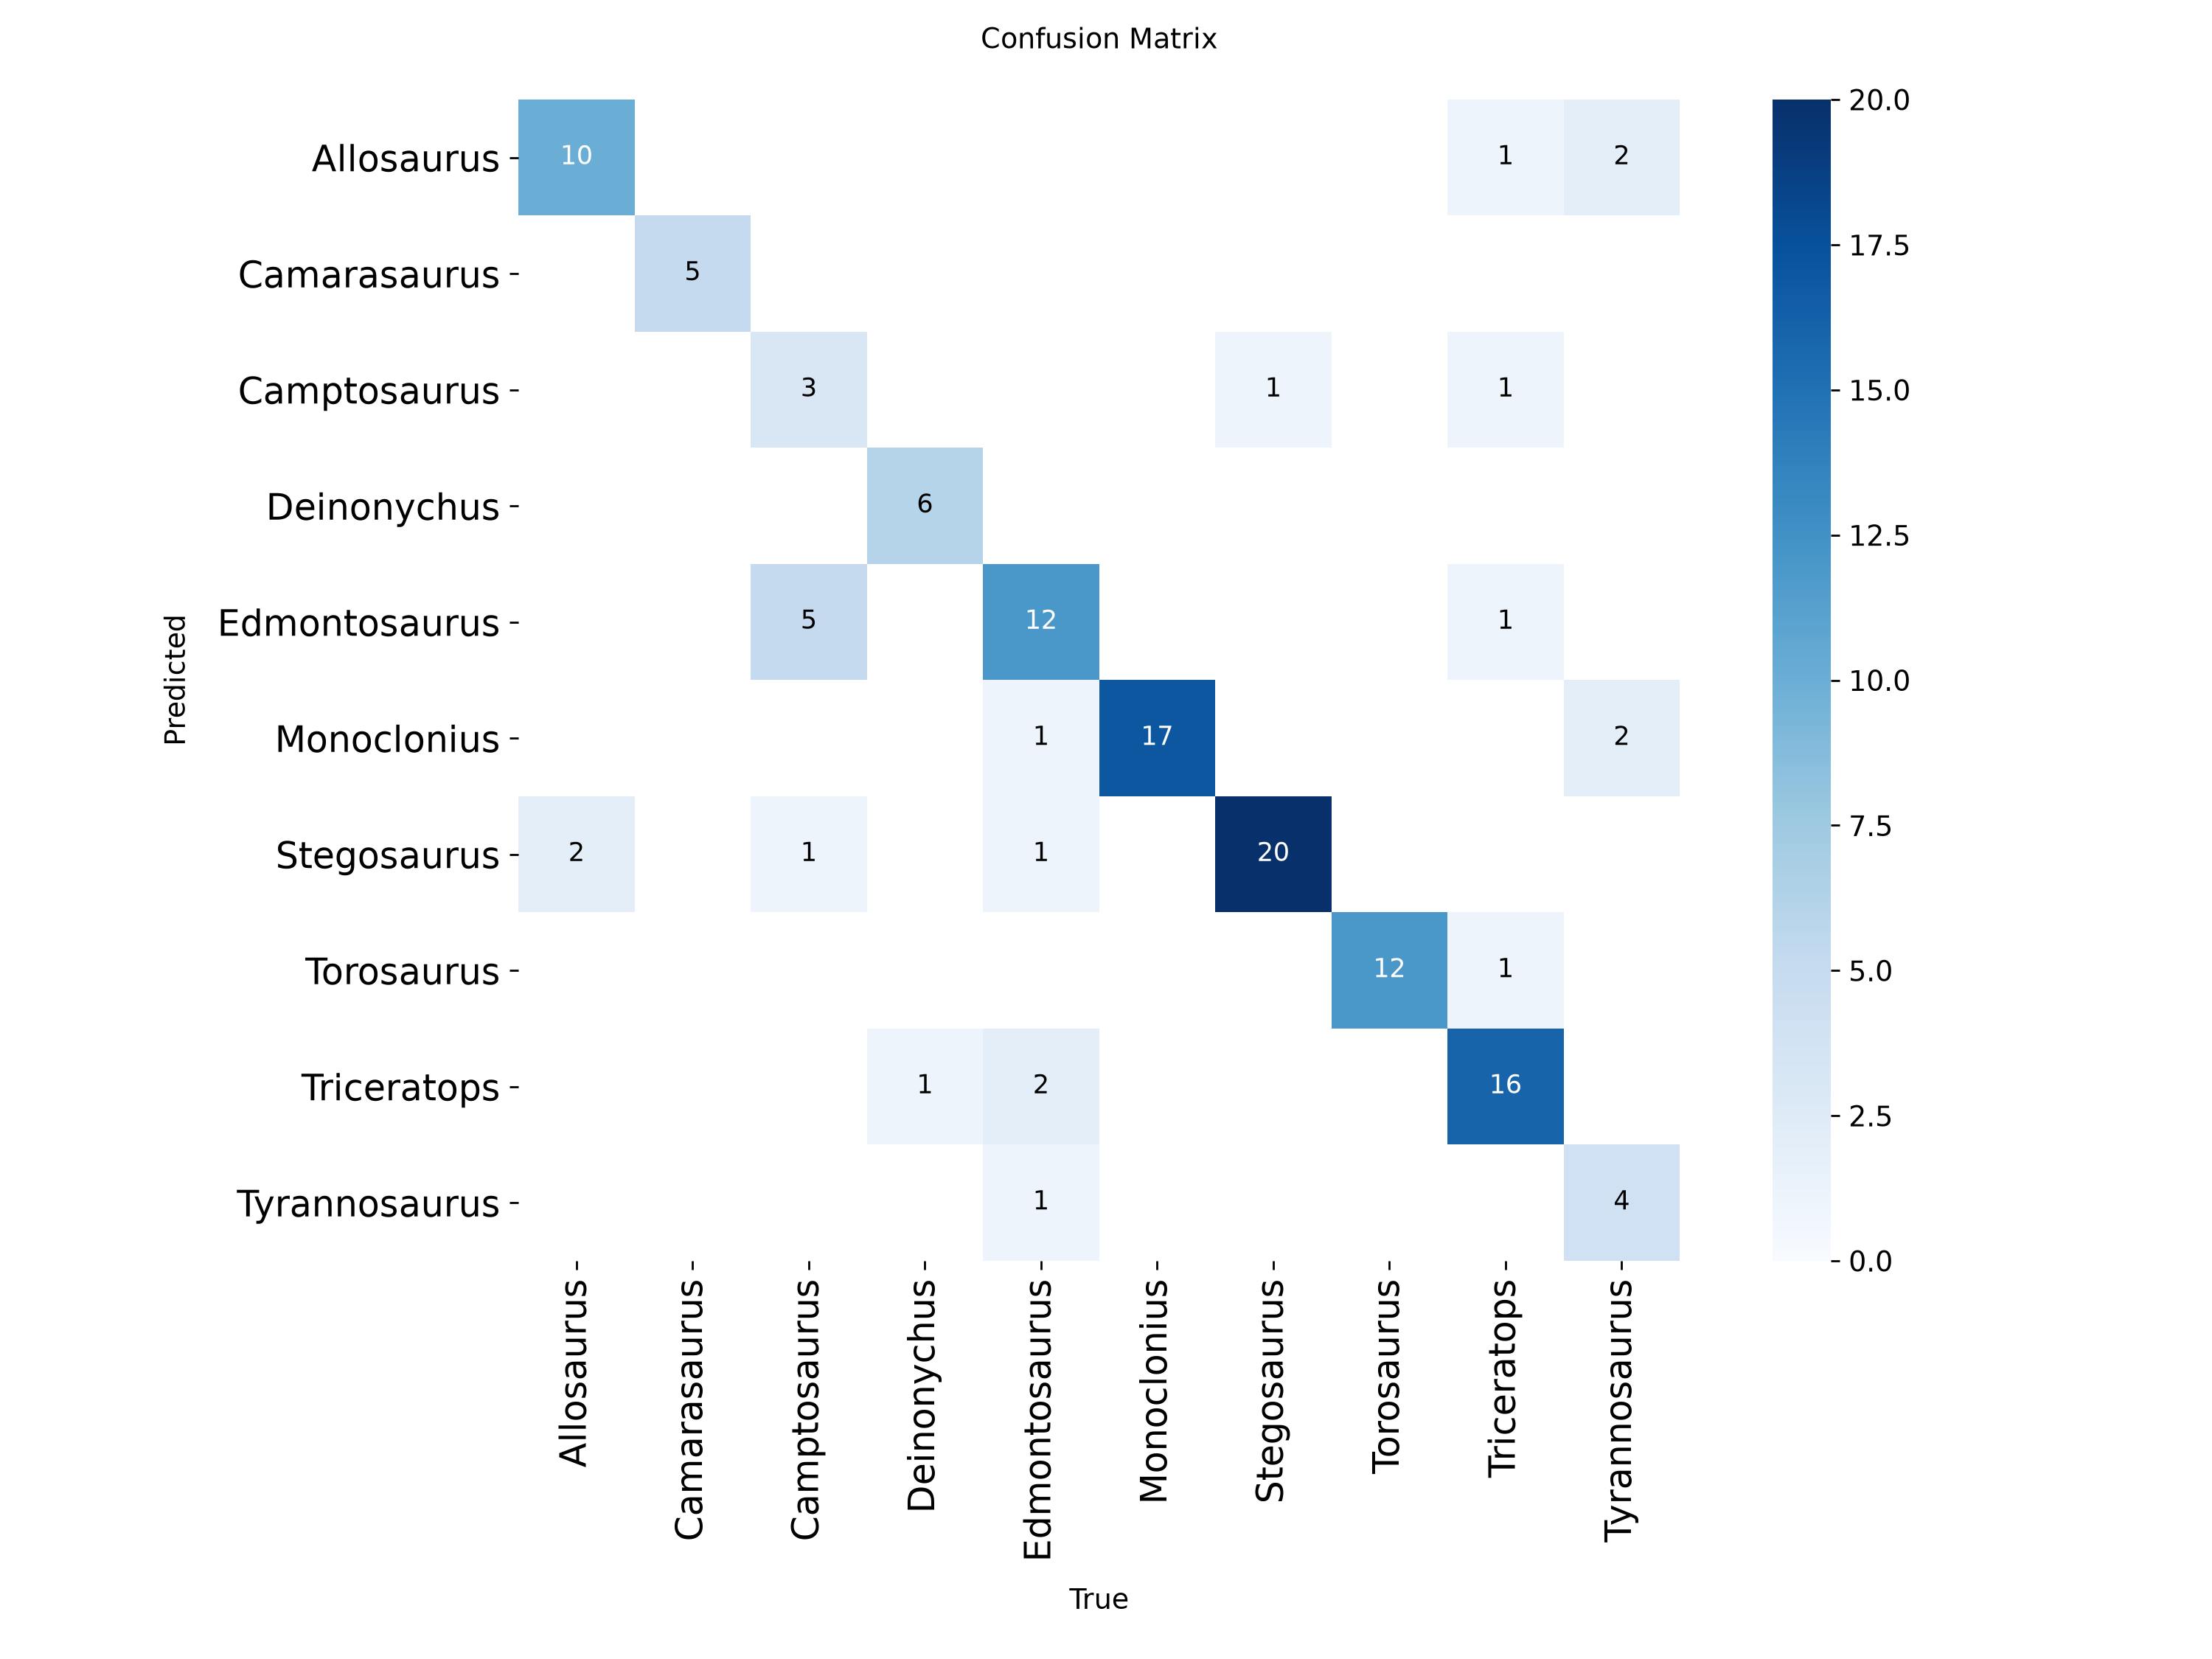 Confusion Matrix
Allosaurus 10 1 2
Camarasaurus 5
Camptosaurus 3 1 1
Deinonychus 6
Edmontosaurus 5 12 1
Monoclonius 1 17 2
Stegosaurus 2 1 1 20
Torosaurus 12 1
Triceratops 1 2 16
Tyrannosaurus 1 4
Predicted
Allosaurus
Camarasaurus
Camptosaurus
Deinonychus
Edmontosaurus
Monoclonius
Stegosaurus
Torosaurus
Triceratops
Tyrannosaurus
True
20.0
17.5
15.0
12.5
10.0
7.5
5.0
2.5
0.0